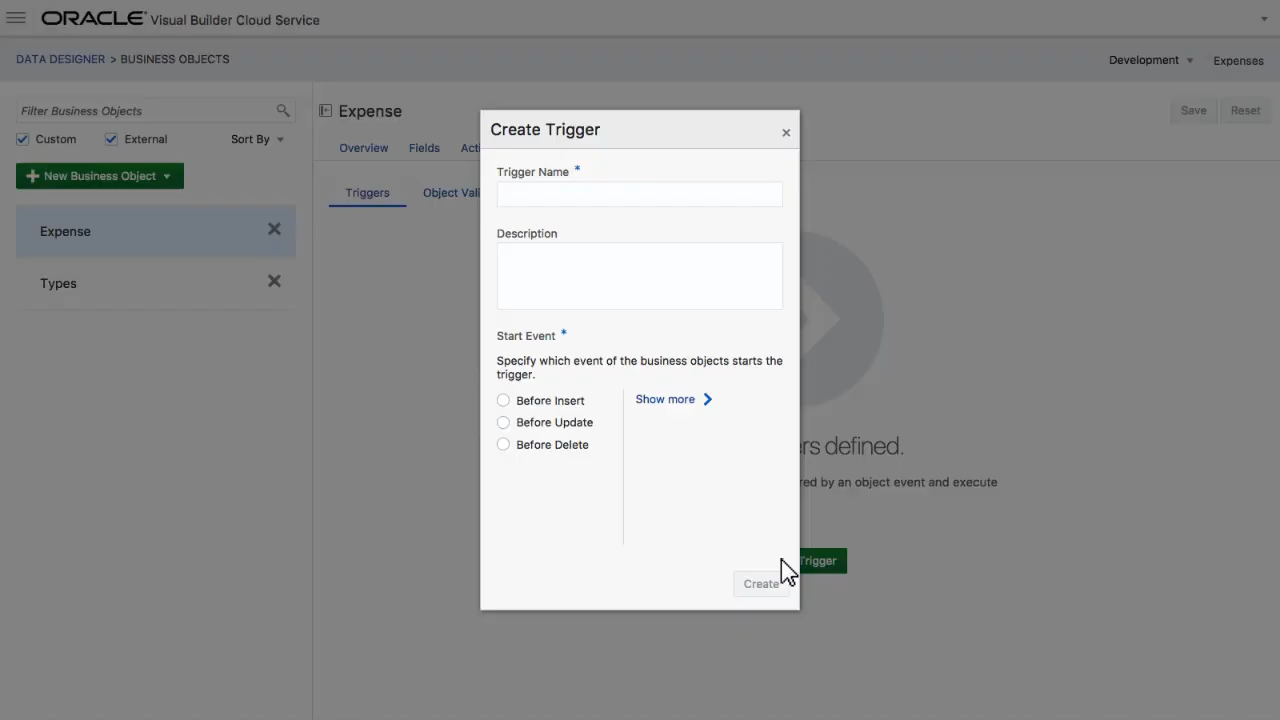 ORACLE Visual Builder Cloud Service
DATA DESIGNER > BUSINESS OBJECTS
Development
Expenses
Filter Business Objects
Custom
External
Sort By
New Business Object
Expense
Types
Expense
Save
Reset
Overview
Fields
Triggers
Create Trigger
Trigger Name *
Description
Start Event *
Specify which event of the business objects starts the
trigger.
Before Insert
Before Update
Before Delete
Show more
Create
defined.
by an object event and execute
Trigger